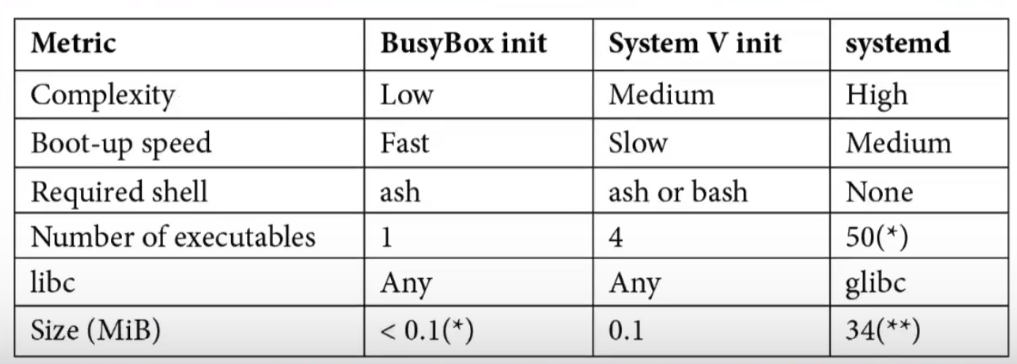 Metric BusyBox init System V init systemd
Complexity Low Medium High
Boot-up speed Fast Slow Medium
Required shell ash ash or bash None
Number of executables 1 4 50(*)
libc Any Any glibc
Size (MiB) < 0.1(*) 0.1 34(**)